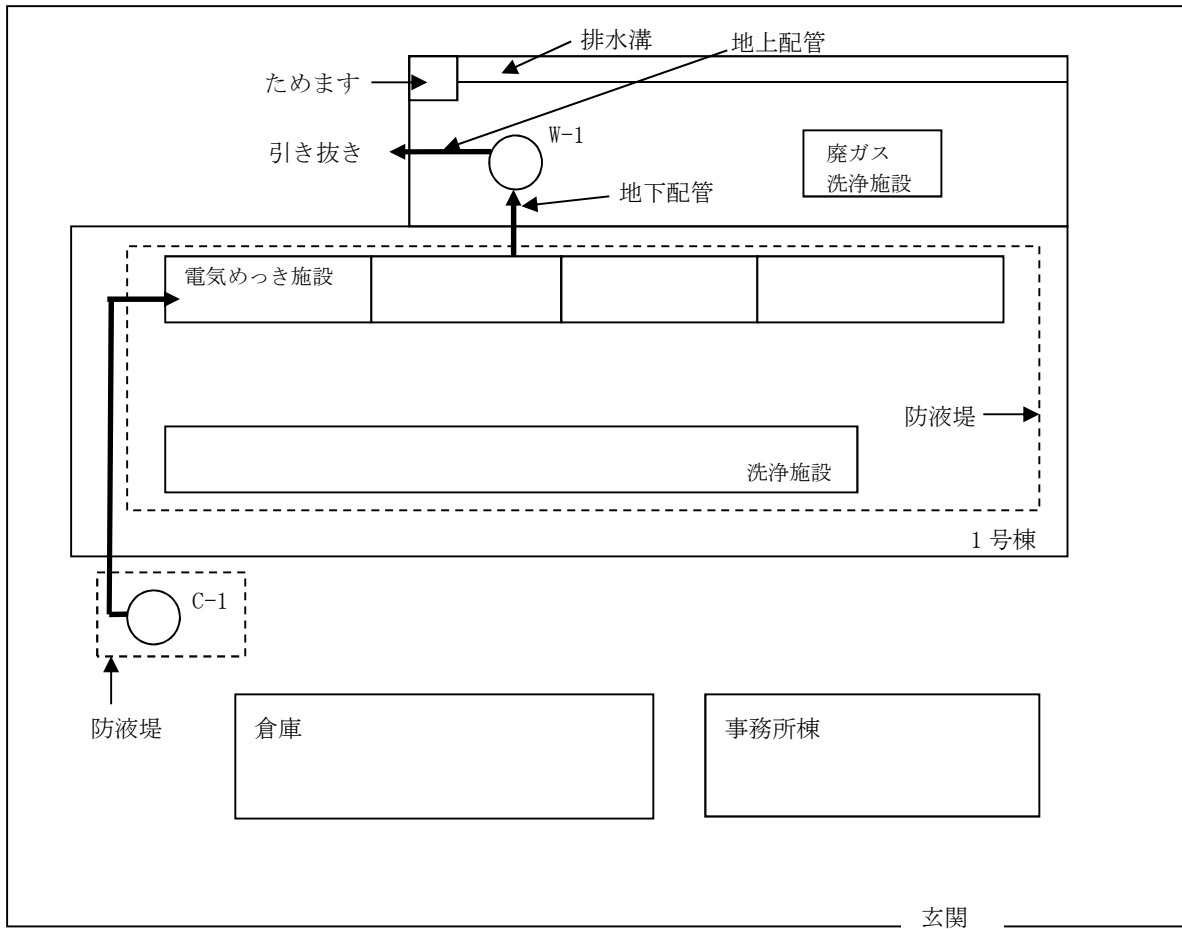 排水溝
地上配管
ためます
W-1
引き抜き
廃ガス
洗浄施設
地下配管
電気めっき施設
防液堤
洗浄施設
1号棟
C-1
防液堤
倉庫
事務所棟
玄関